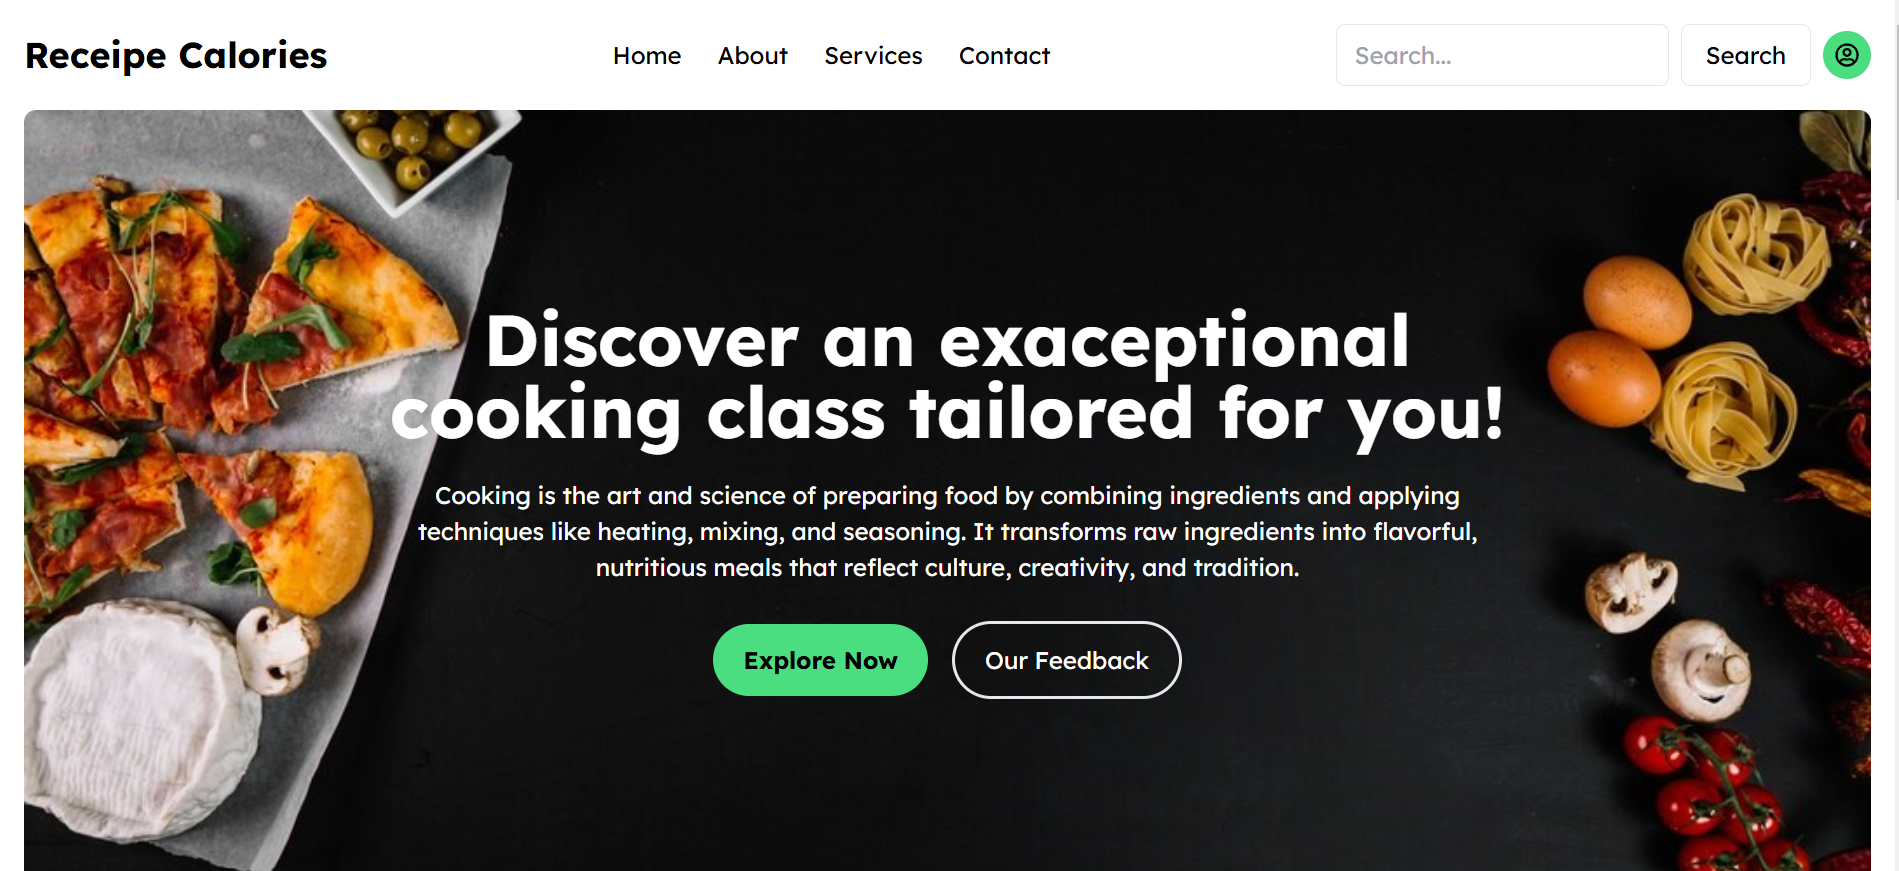 Receipe Calories
Home About Services Contact
Search...
Search
Discover an exaceptional
cooking class tailored for you!
Cooking is the art and science of preparing food by combining ingredients and applying
techniques like heating, mixing, and seasoning. It transforms raw ingredients into flavorful,
nutritious meals that reflect culture, creativity, and tradition.
Explore Now
Our Feedback